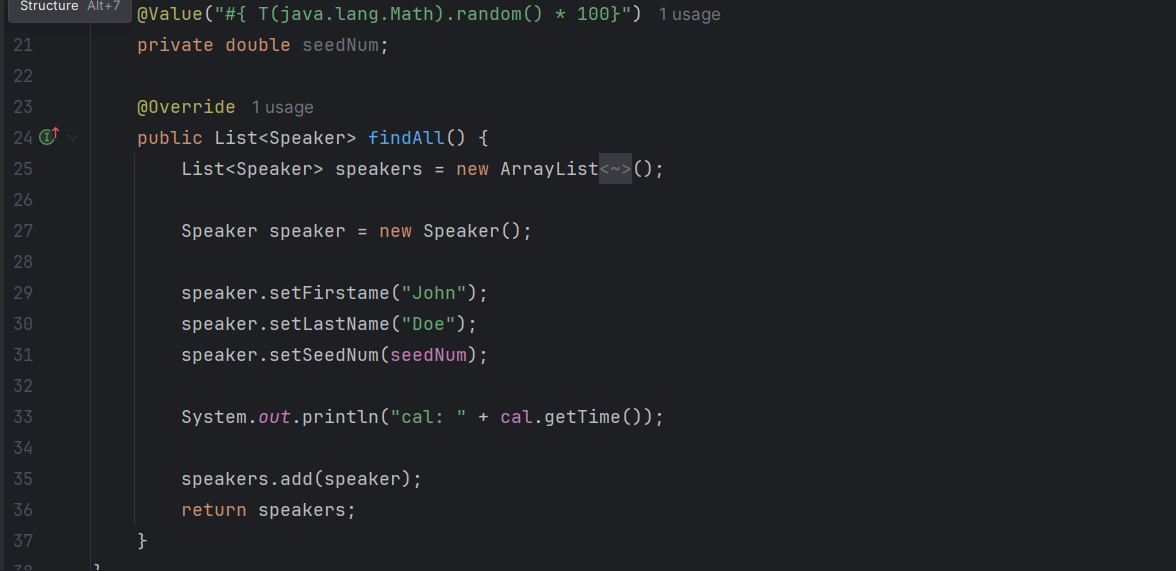 Structure Alt+7
@Value("#{ T(java.lang.Math).random() * 100}") 1 usage
21 private double seedNum;
22
23 @Override 1 usage
24 public List<Speaker> findAll() {
25 List<Speaker> speakers = new ArrayList<~>();
26
27 Speaker speaker = new Speaker();
28
29 speaker.setFirstame("John");
30 speaker.setLastName("Doe");
31 speaker.setSeedNum(seedNum);
32
33 System.out.println("cal: " + cal.getTime());
34
35 speakers.add(speaker);
36 return speakers;
37 }
38 }